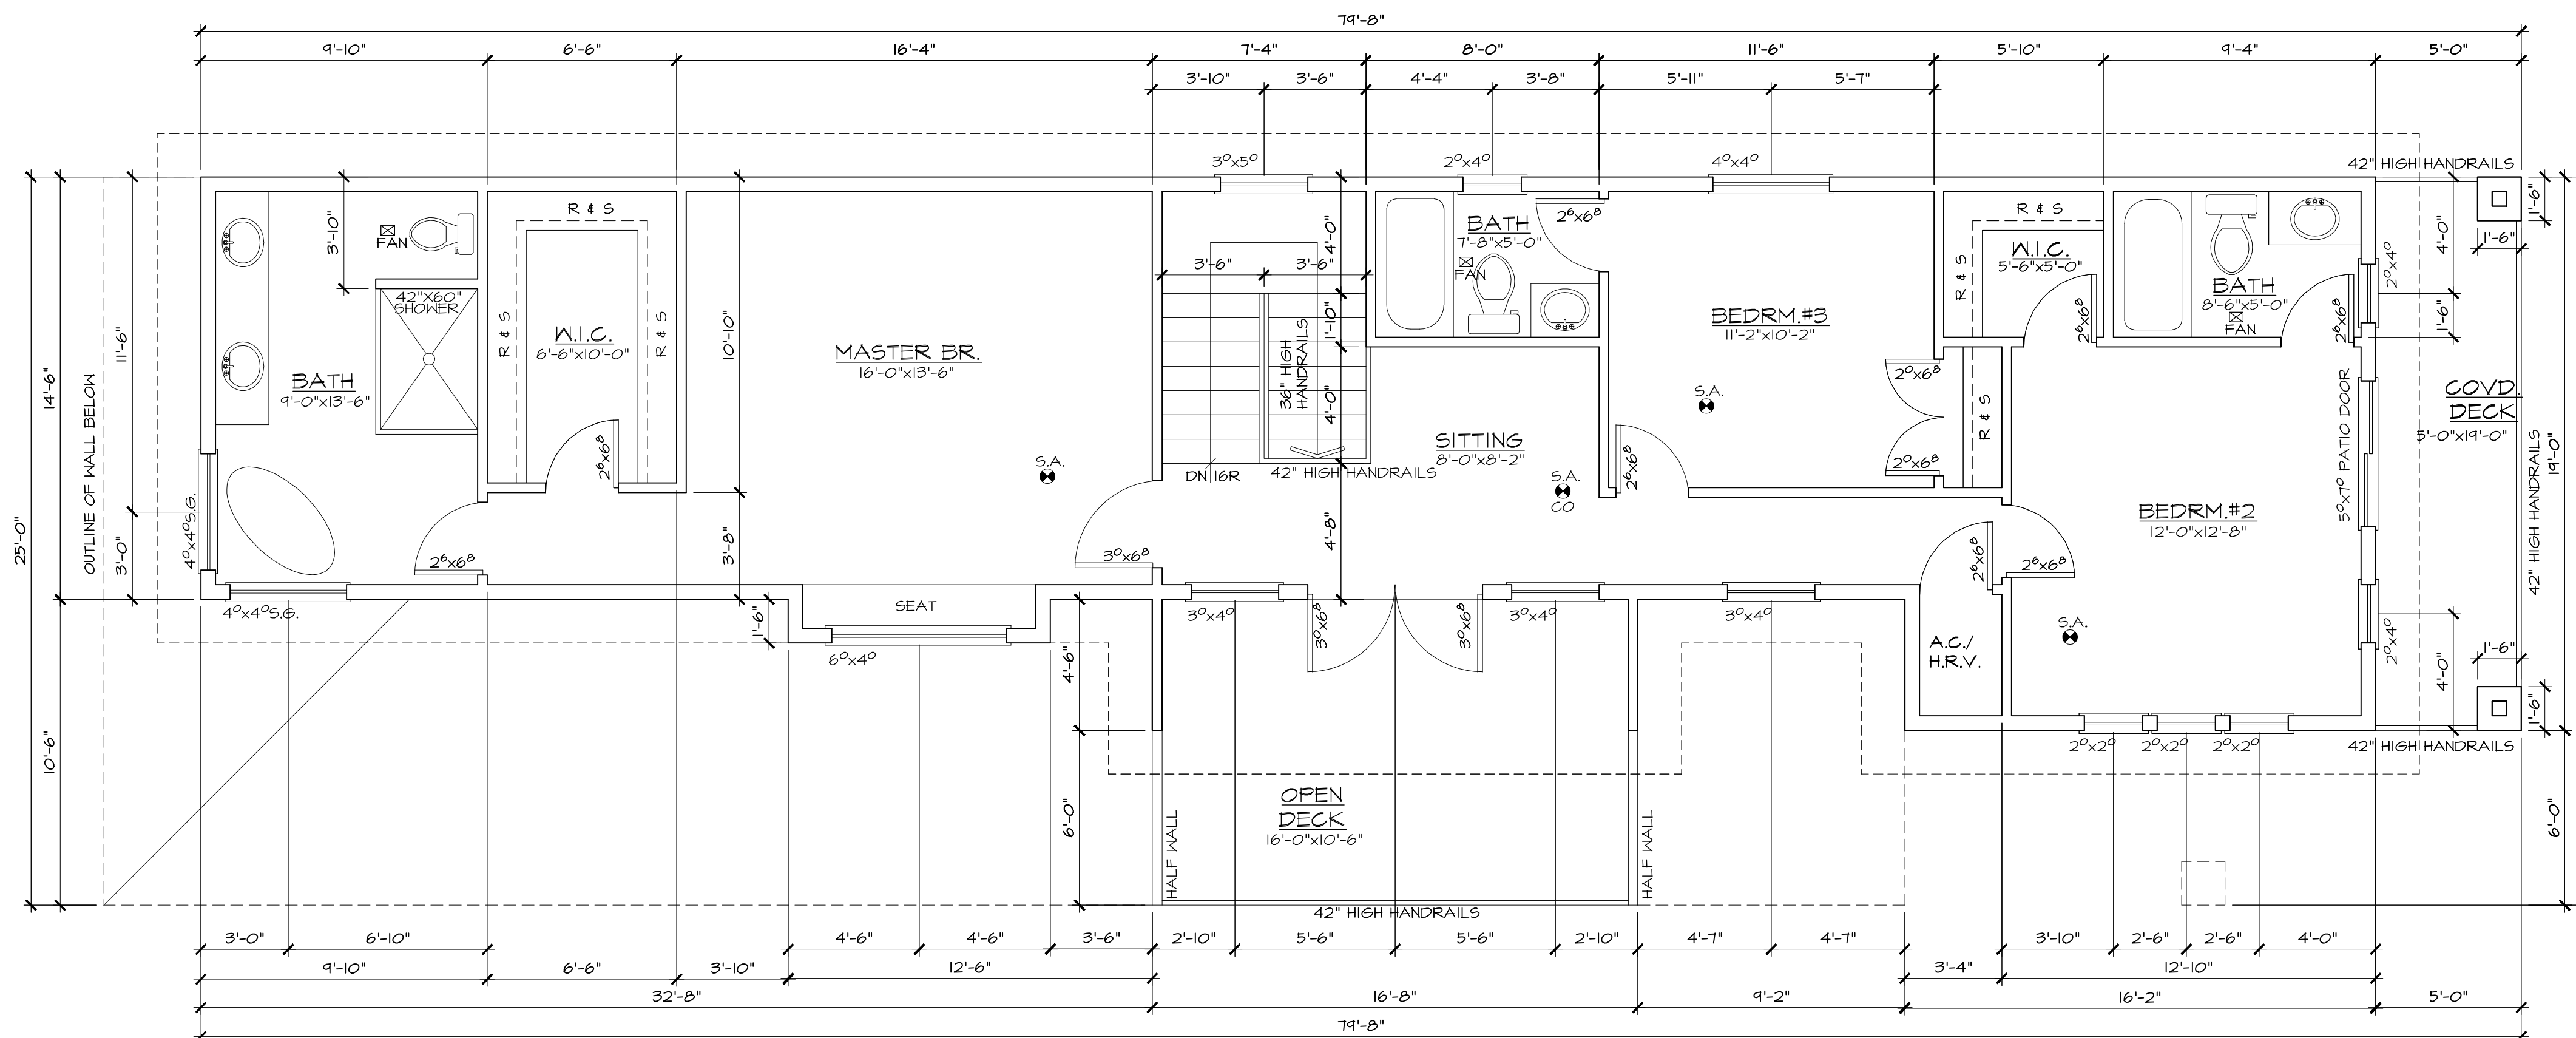 79'-8"
9'-10" 6'-6" 16'-4" 7'-4" 8'-0" 11'-6" 5'-10" 9'-4" 5'-0"
3'-10" 3'-6" 4'-4" 3'-8" 5'-11" 5'-7"
3⁰x5⁰ 2⁰x4⁰ 4⁰x4⁰ 42" HIGH HANDRAILS
25'-0"
14'-6"
10'-6"
11'-6"
3'-0"
OUTLINE OF WALL BELOW
3'-10"
FAN
42"X60"
SHOWER
BATH
9'-0"x13'-6"
4⁰x4⁰S.G.
4⁰x4⁰S.G.
2⁶x6⁸
R & S
R & S
R & S
W.I.C.
6'-6"x10'-0"
2⁶x6⁸
10'-10"
3'-8"
MASTER BR.
16'-0"x13'-6"
S.A.
3⁰x6⁸
SEAT
1'-6"
6⁰x4⁰
3'-6" 3'-6"
4'-0"
1'-10"
4'-0"
4'-8"
36" HIGH
HANDRAILS
DN 16R
42" HIGH HANDRAILS
BATH
7'-8"x5'-0"
FAN
2⁶x6⁸
SITTING
8'-0"x8'-2"
S.A.
CO
BEDRM.#3
11'-2"x10'-2"
S.A.
2⁶x6⁸
2⁰x6⁸
2⁰x6⁸
R & S
R & S
R & S
W.I.C.
5'-6"x5'-0"
2⁶x6⁸
BATH
8'-6"x5'-0"
FAN
2⁶x6⁸
2⁰x4⁰
4'-0"
1'-6"
1'-6"
1'-6"
COVD.
DECK
5'-0"x19'-0"
42" HIGH HANDRAILS
19'-0"
5⁰x7⁰ PATIO DOOR
BEDRM.#2
12'-0"x12'-8"
S.A.
2⁶x6⁸
2⁶x6⁸
A.C./
H.R.V.
2⁰x4⁰
4'-0"
1'-6"
1'-6"
3⁰x4⁰ 3⁰x6⁸ 3⁰x6⁸ 3⁰x4⁰ 3⁰x4⁰
2⁰x2⁰ 2⁰x2⁰ 2⁰x2⁰
42" HIGH HANDRAILS
4'-6"
6'-0"
HALF WALL
OPEN
DECK
16'-0"x10'-6"
HALF WALL
42" HIGH HANDRAILS
6'-0"
3'-0" 6'-10" 4'-6" 4'-6" 3'-6" 2'-10" 5'-6" 5'-6" 2'-10" 4'-7" 4'-7" 3'-10" 2'-6" 2'-6" 4'-0"
9'-10" 6'-6" 3'-10" 12'-6" 3'-4" 12'-10"
32'-8" 16'-8" 9'-2" 16'-2" 5'-0"
79'-8"